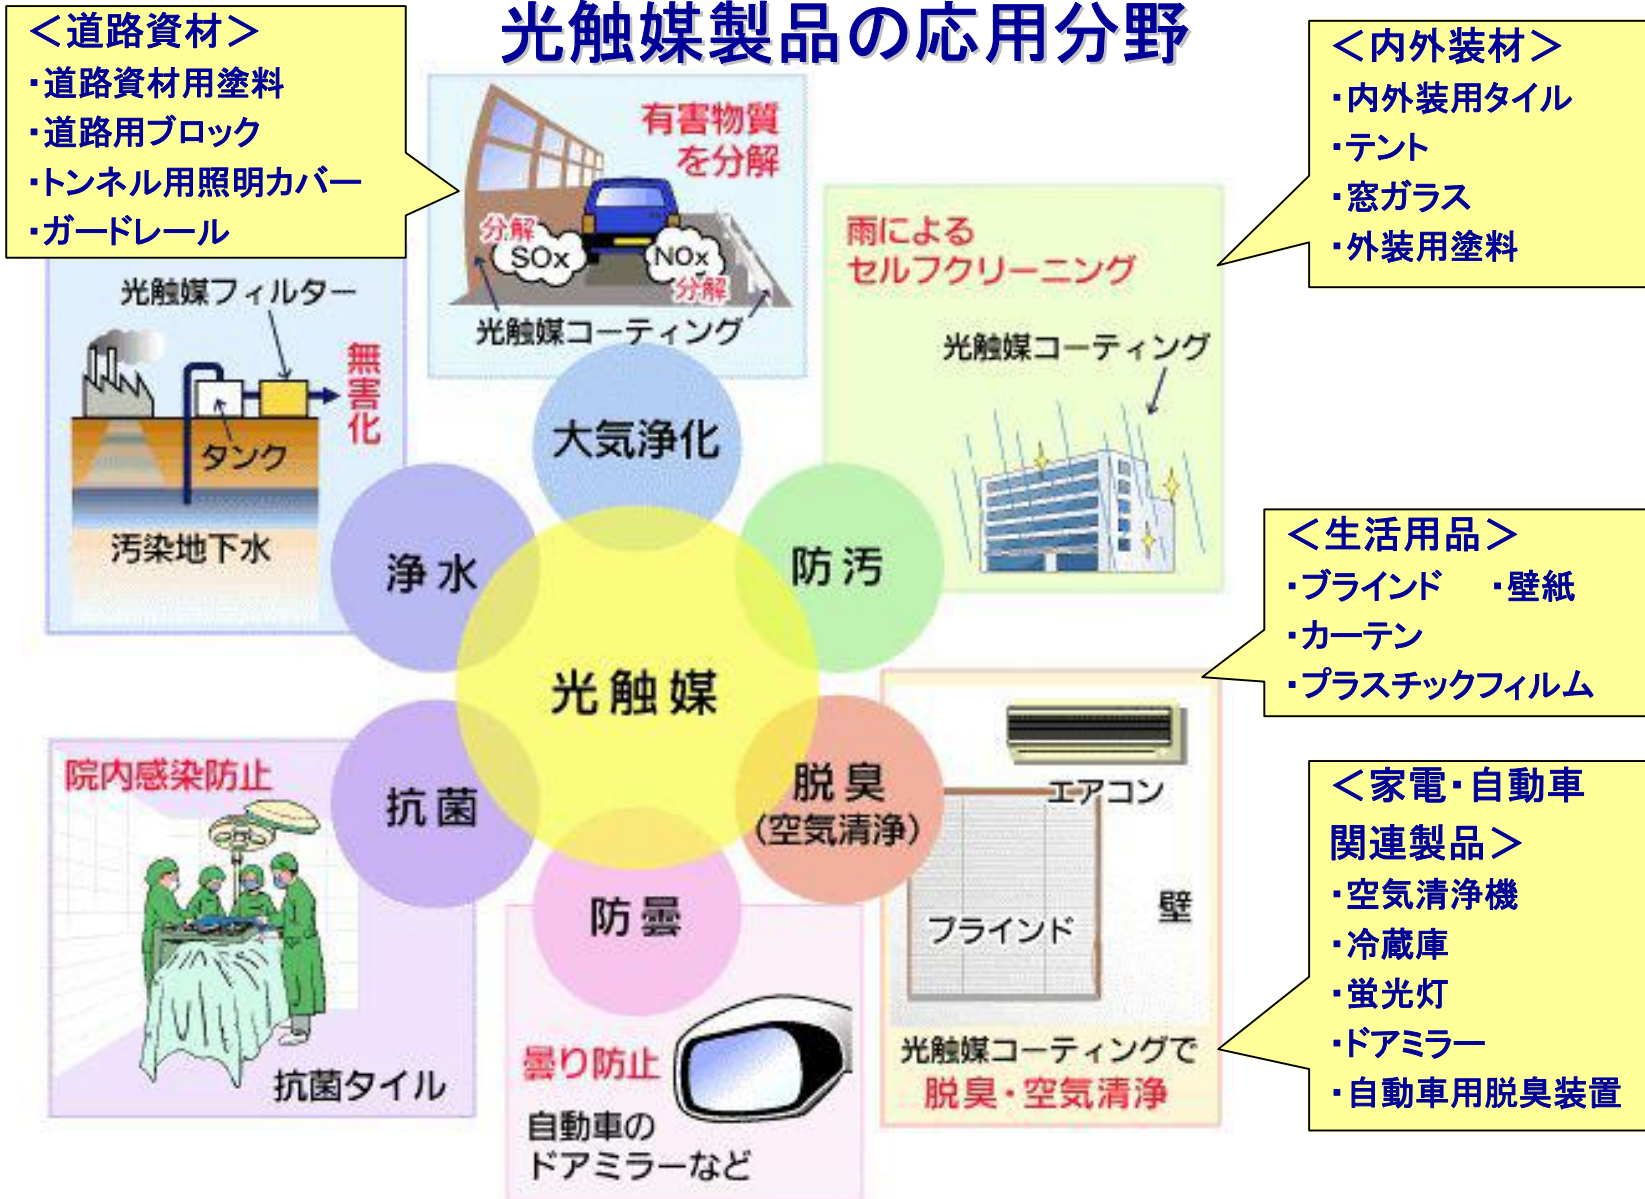 光触媒製品の応用分野
＜道路資材＞
・道路資材用塗料
・道路用ブロック
・トンネル用照明カバー
・ガードレール
有害物質
を分解
分解
SOx
NOx
分解
光触媒コーティング
＜内外装材＞
・内外装用タイル
・テント
・窓ガラス
・外装用塗料
雨による
セルフクリーニング
光触媒コーティング
光触媒フィルター
無害化
タンク
汚染地下水
大気浄化
浄水
防汚
光触媒
抗菌
脱臭
(空気清浄)
防曇
＜生活用品＞
・ブラインド ・壁紙
・カーテン
・プラスチックフィルム
院内感染防止
抗菌タイル
曇り防止
自動車の
ドアミラーなど
エアコン
壁
ブラインド
光触媒コーティングで
脱臭・空気清浄
＜家電・自動車
関連製品＞
・空気清浄機
・冷蔵庫
・蛍光灯
・ドアミラー
・自動車用脱臭装置